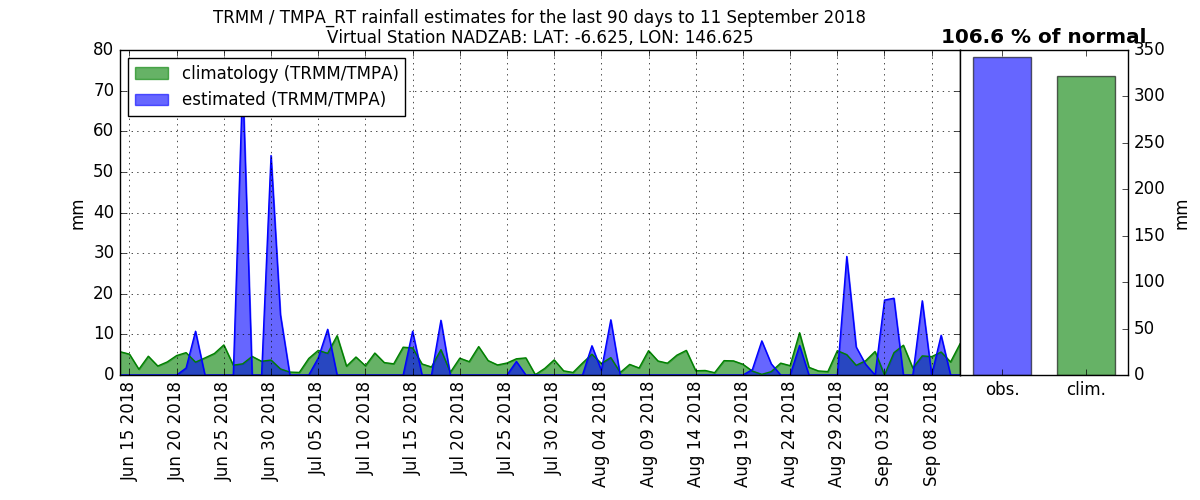 TRMM / TMPA_RT rainfall estimates for the last 90 days to 11 September 2018
Virtual Station NADZAB: LAT: -6.625, LON: 146.625
106.6 % of normal
climatology (TRMM/TMPA)
estimated (TRMM/TMPA)
80
70
60
50
40
30
20
10
0
mm
Jun 15 2018
Jun 20 2018
Jun 25 2018
Jun 30 2018
Jul 05 2018
Jul 10 2018
Jul 15 2018
Jul 20 2018
Jul 25 2018
Jul 30 2018
Aug 04 2018
Aug 09 2018
Aug 14 2018
Aug 19 2018
Aug 24 2018
Aug 29 2018
Sep 03 2018
Sep 08 2018
350
300
250
200
150
100
50
0
mm
obs.
clim.